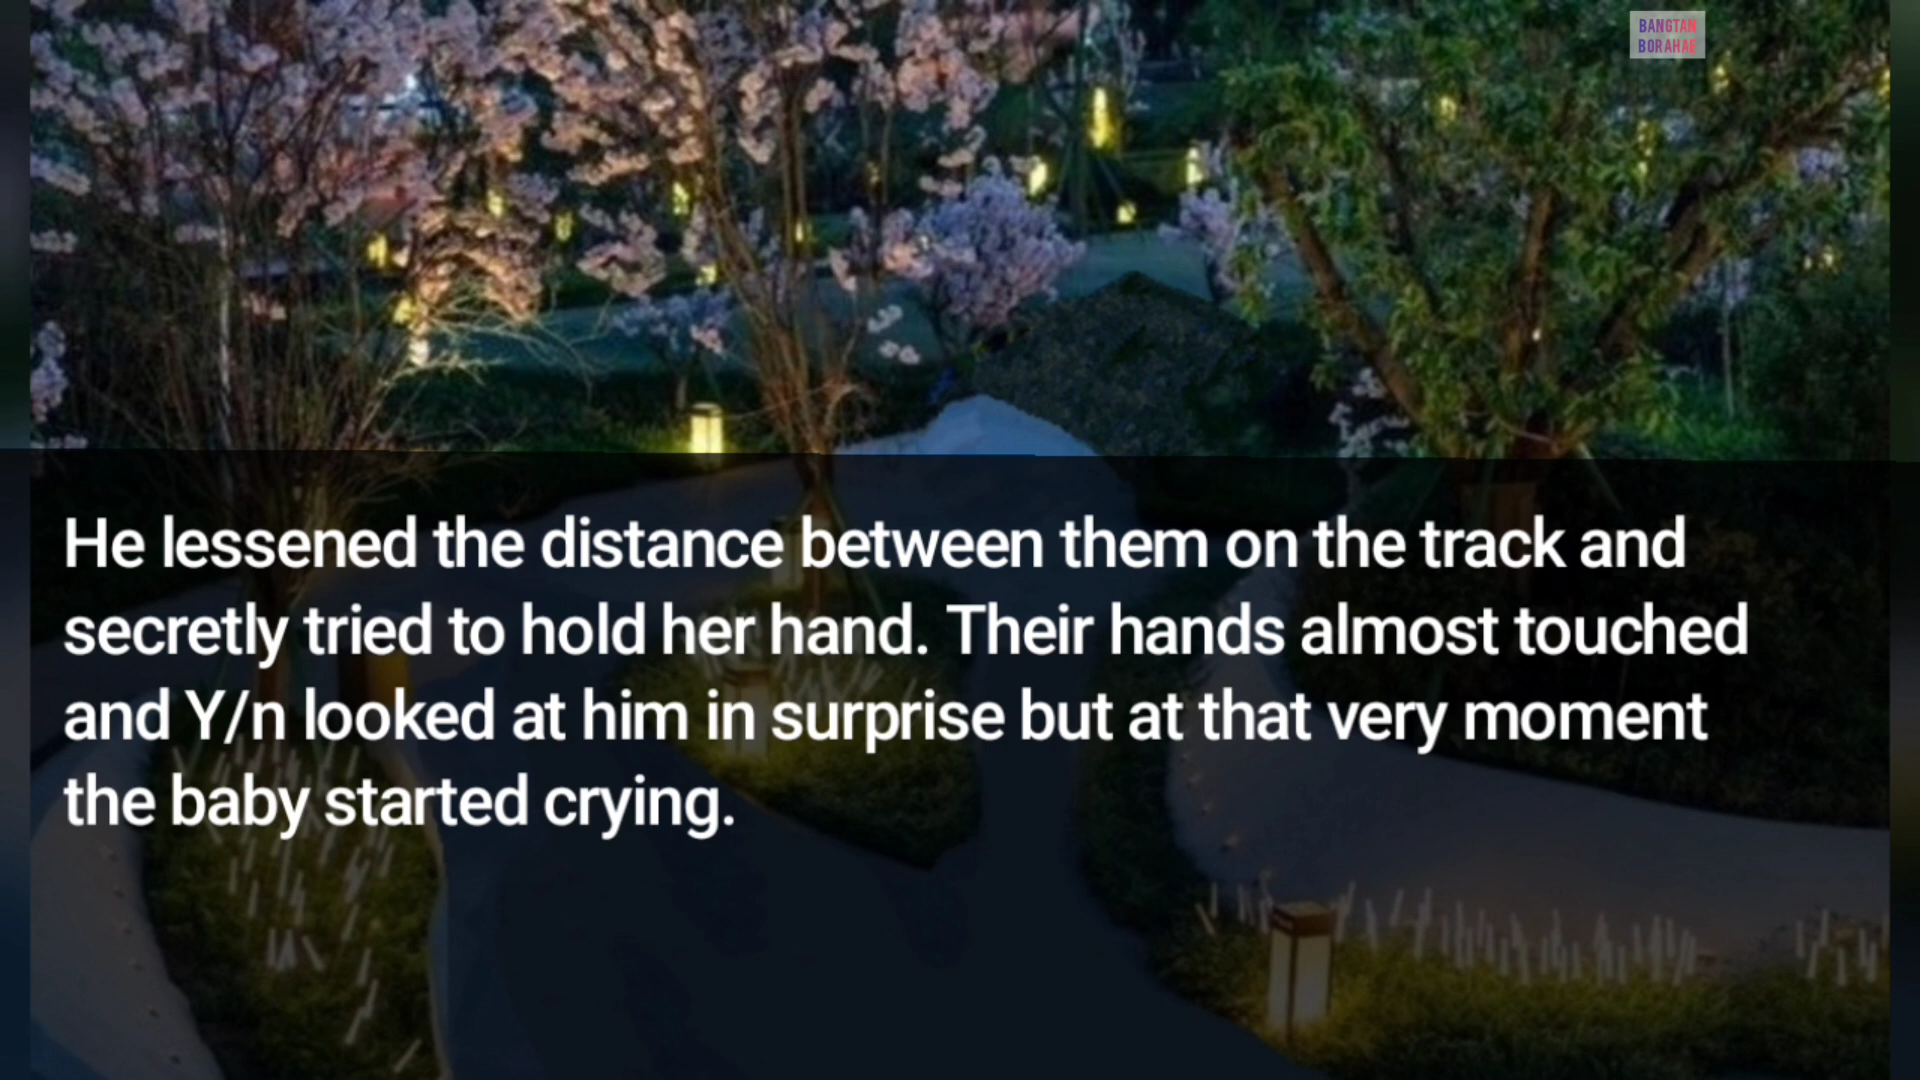 BANGTAN
BORAHAE
He lessened the distance between them on the track and
secretly tried to hold her hand. Their hands almost touched
and Y/n looked at him in surprise but at that very moment
the baby started crying.